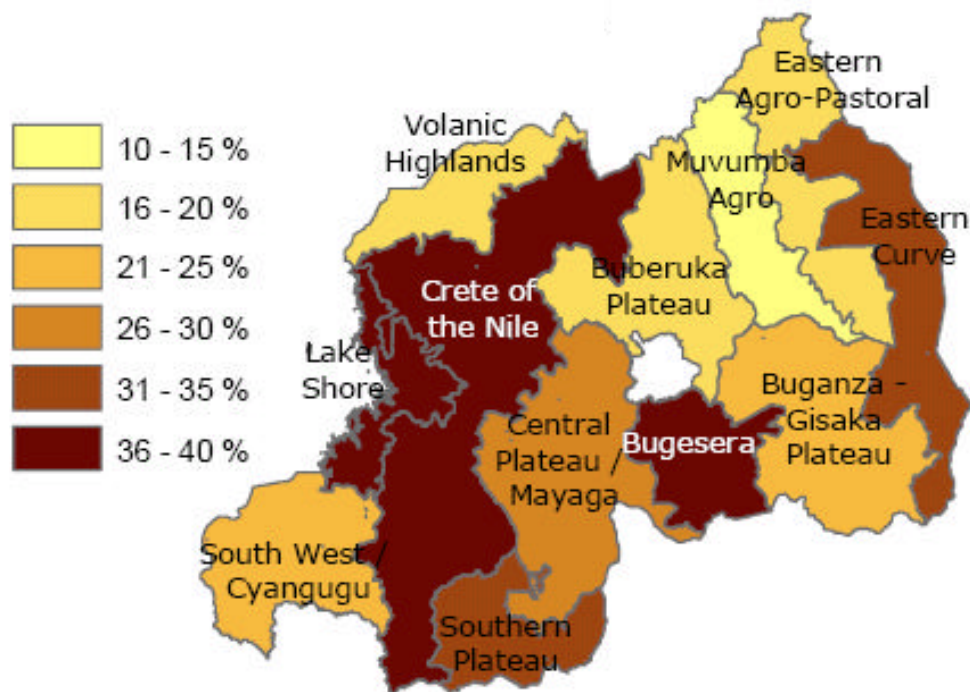 10 - 15 %
16 - 20 %
21 - 25 %
26 - 30 %
31 - 35 %
36 - 40 %
Eastern
Agro-Pastoral
Volanic
Highlands
Muvumba
Agro
Eastern
Curve
Buberuka
Plateau
Crete of
the Nile
Lake
Shore
Buganza -
Gisaka
Plateau
Central
Plateau /
Mayaga
Bugesera
South West /
Cyangugu
Southern
Plateau